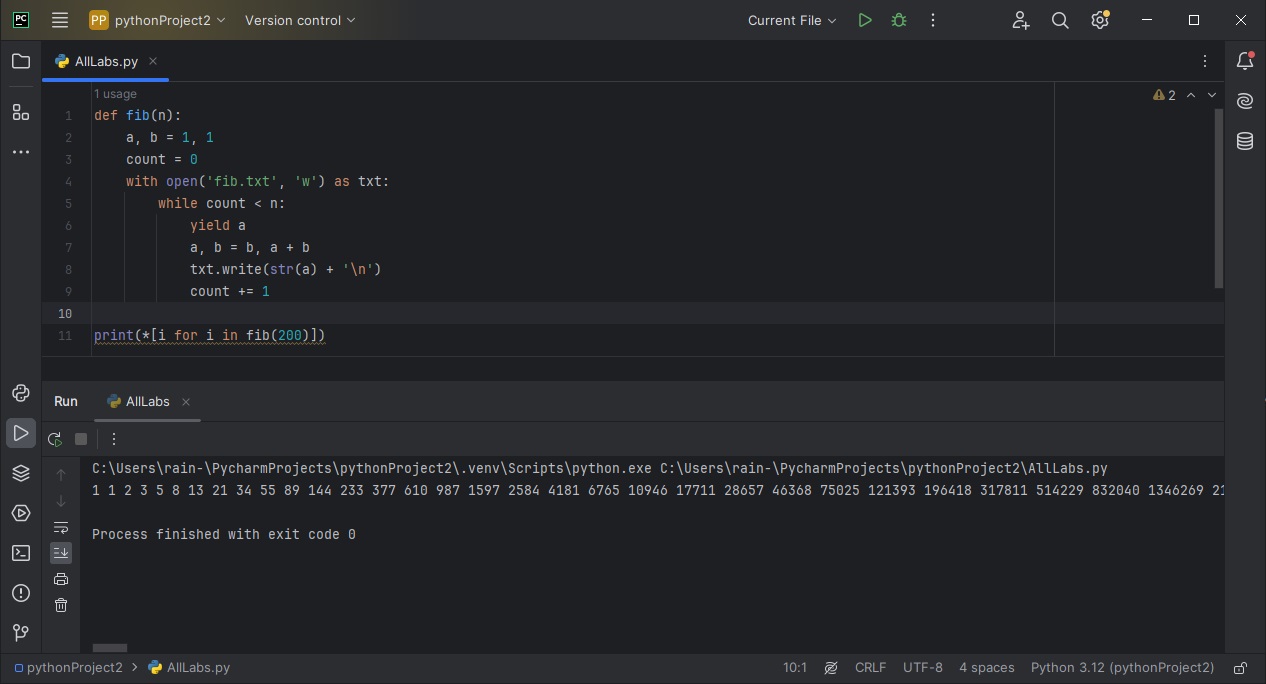 PC PP pythonProject2 Version control Current File
AllLabs.py
1 usage
2
1 def fib(n):
2     a, b = 1, 1
3     count = 0
4     with open('fib.txt', 'w') as txt:
5         while count < n:
6             yield a
7             a, b = b, a + b
8             txt.write(str(a) + '\n')
9             count += 1
10
11 print(*[i for i in fib(200)])
Run AllLabs
C:\Users\rain-\PycharmProjects\pythonProject2\.venv\Scripts\python.exe C:\Users\rain-\PycharmProjects\pythonProject2\AllLabs.py
1 1 2 3 5 8 13 21 34 55 89 144 233 377 610 987 1597 2584 4181 6765 10946 17711 28657 46368 75025 121393 196418 317811 514229 832040 1346269 21
Process finished with exit code 0
pythonProject2 > AllLabs.py 10:1 CRLF UTF-8 4 spaces Python 3.12 (pythonProject2)